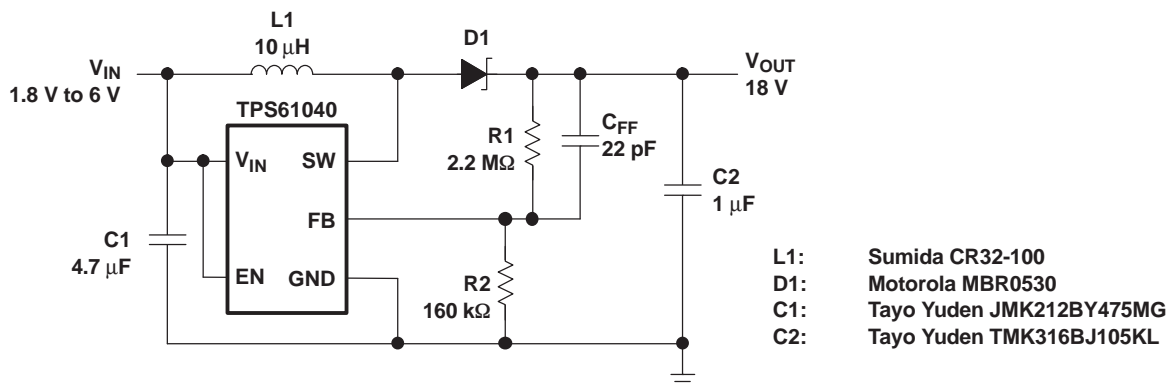 L1
10 μH
D1
VIN
1.8 V to 6 V
VOUT
18 V
TPS61040
VIN
SW
FB
EN
GND
R1
2.2 MΩ
CFF
22 pF
C2
1 μF
C1
4.7 μF
R2
160 kΩ
L1: Sumida CR32-100
D1: Motorola MBR0530
C1: Tayo Yuden JMK212BY475MG
C2: Tayo Yuden TMK316BJ105KL